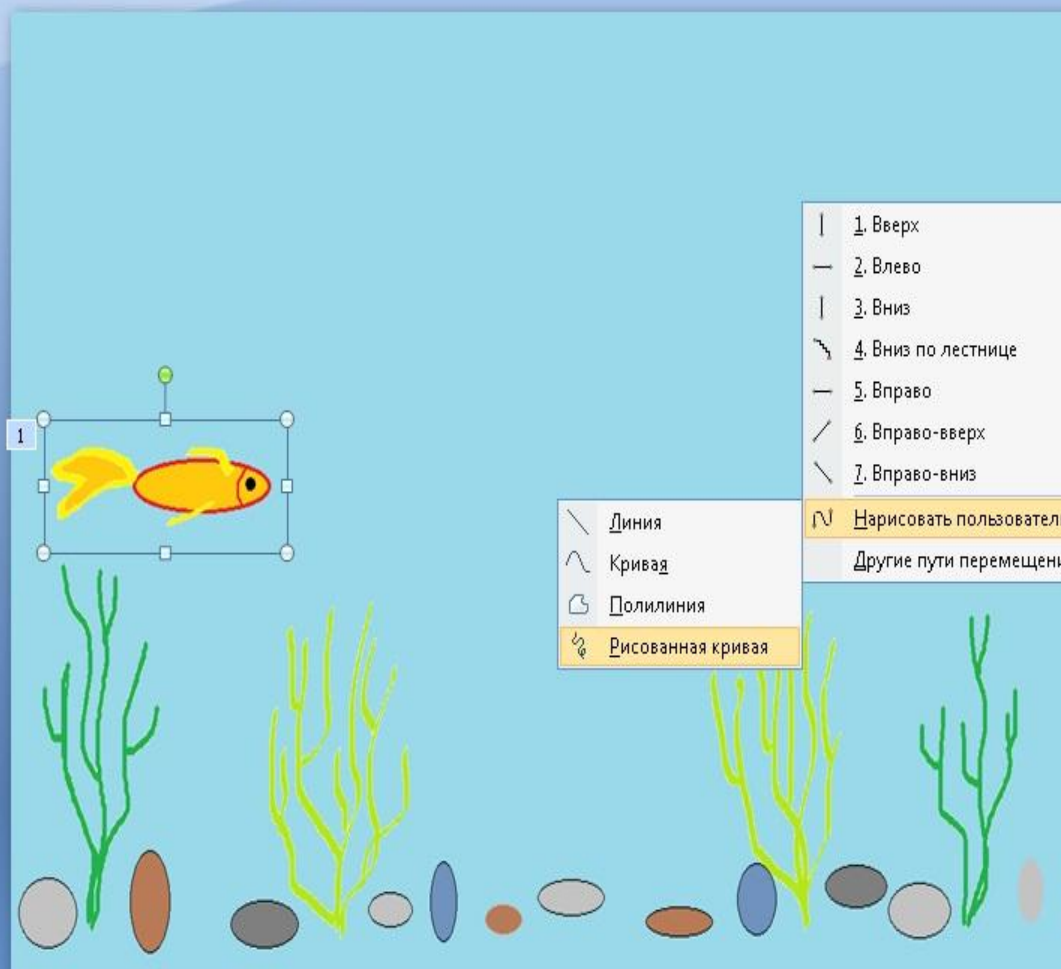 1. Вверх
2. Влево
3. Вниз
4. Вниз по лестнице
5. Вправо
6. Вправо-вверх
7. Вправо-вниз
Нарисовать пользовател
Другие пути перемещени
Линия
Кривая
Полилиния
Рисованная кривая
1